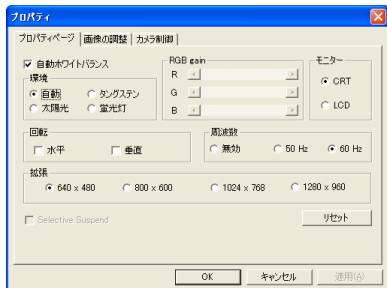 プロパティ
プロパティページ 画像の調整 カメラ制御
自動ホワイトバランス
環境
自動 タングステン
太陽光 蛍光灯
RGB gain
R
G
B
モニター
CRT
LCD
回転
水平 垂直
周波数
無効 50 Hz 60 Hz
拡張
640 x 480 800 x 600 1024 x 768 1280 x 960
Selective Suspend
リセット
OK キャンセル 適用(A)